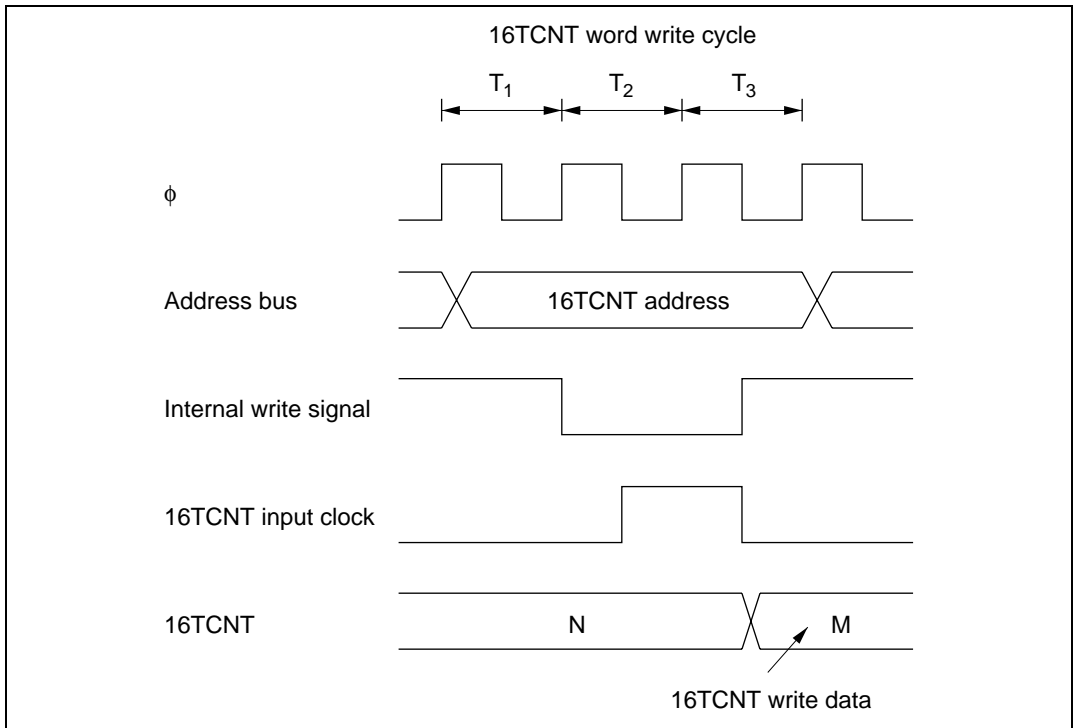 16TCNT word write cycle
T1 T2 T3
ϕ
Address bus
16TCNT address
Internal write signal
16TCNT input clock
16TCNT
N
M
16TCNT write data